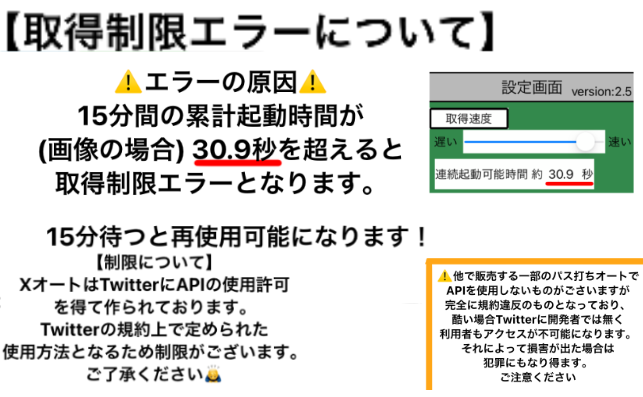 【取得制限エラーについて】
⚠️エラーの原因⚠️
15分間の累計起動時間が
(画像の場合) 30.9秒を超えると
取得制限エラーとなります。
設定画面 version:2.5
取得速度
遅い 速い
連続起動可能時間 約 30.9 秒
15分待つと再使用可能になります！
【制限について】
XオートはTwitterにAPIの使用許可
を得て作られております。
Twitterの規約上で定められた
使用方法となるため制限がございます。
ご了承ください🙇
⚠️他で販売する一部のパス打ちオートで
APIを使用しないものがごさいますが
完全に規約違反のものとなっており、
酷い場合Twitterに開発者では無く
利用者もアクセスが不可能になります。
それによって損害が出た場合は
犯罪にもなり得ます。
ご注意ください